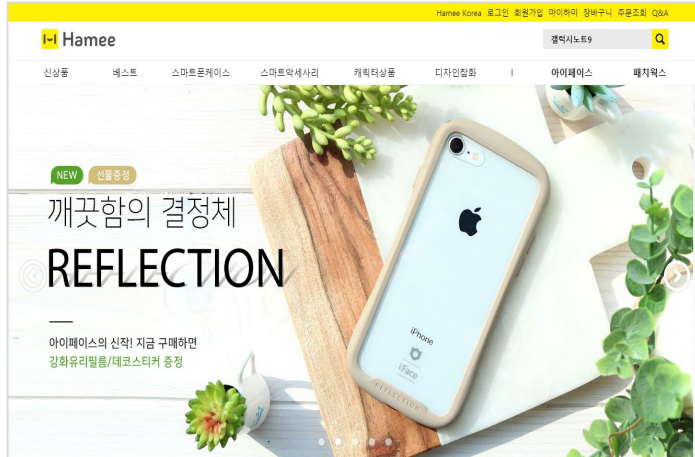 Hamee Korea 로그인 회원가입 마이하미 장바구니 주문조회 Q&A
Hamee
갤럭시노트9
신상품 베스트 스마트폰케이스 스마트악세사리 캐릭터상품 디자인잡화 | 아이페이스 패치웍스
NEW 선물증정
깨끗함의 결정체
REFLECTION
아이페이스의 신작! 지금 구매하면
강화유리필름/데코스티커 증정
iPhone
iFace
REFLECTION